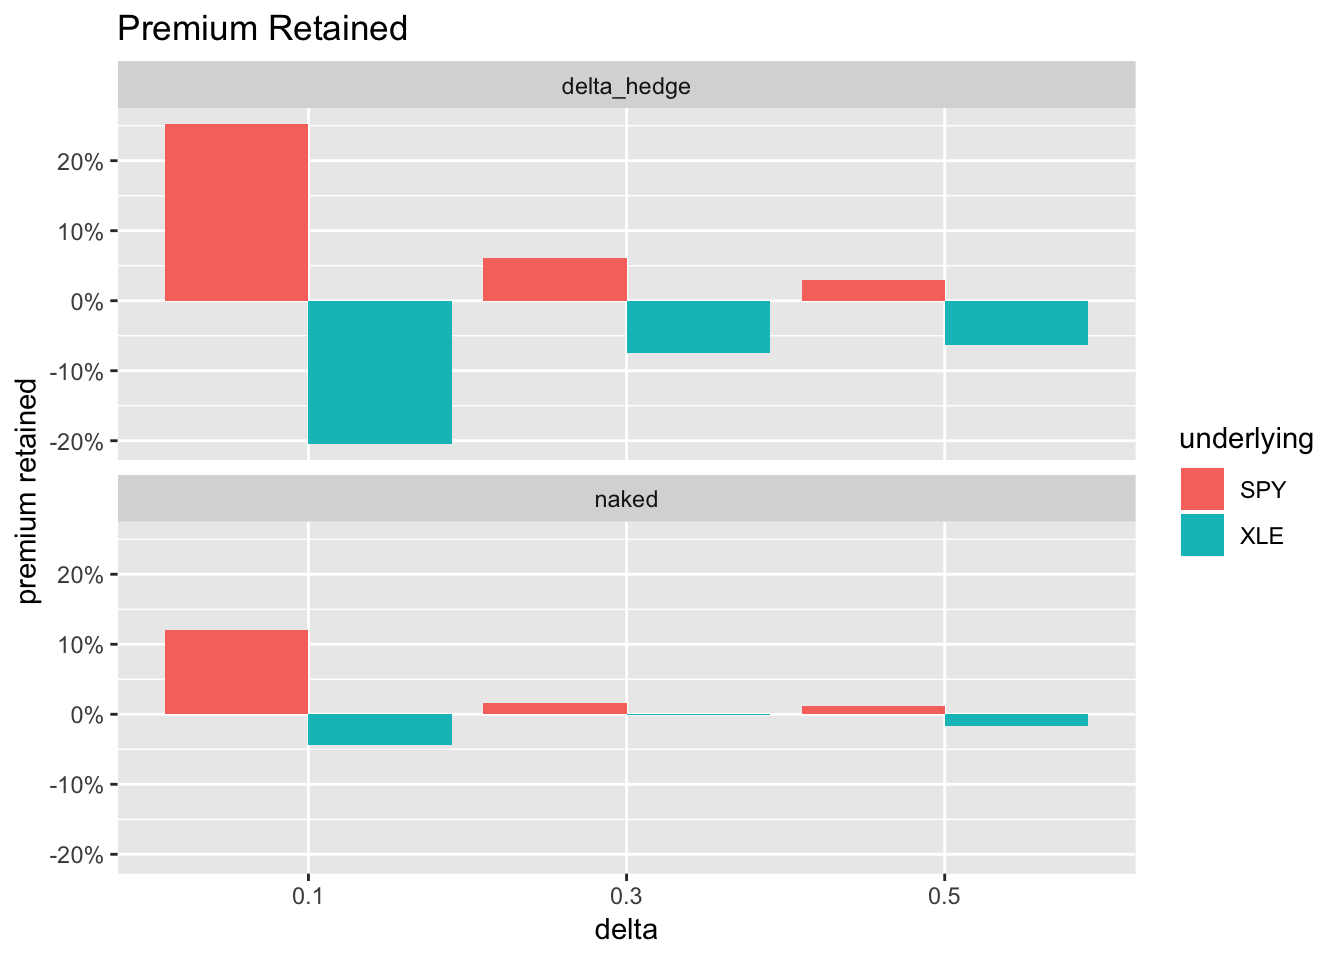 Premium Retained
delta_hedge
20%
10%
0%
-10%
-20%
naked
20%
10%
0%
-10%
-20%
premium retained
0.1 0.3 0.5
delta
underlying
SPY
XLE